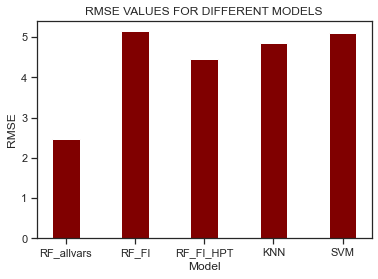 RMSE VALUES FOR DIFFERENT MODELS
RMSE
5
4
3
2
1
0
RF_allvars RF_FI RF_FI_HPT KNN SVM
Model